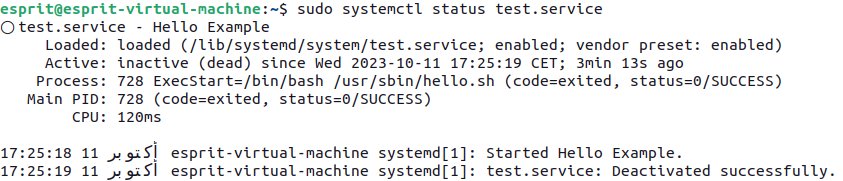 esprit@esprit-virtual-machine:~$ sudo systemctl status test.service
○ test.service - Hello Example
Loaded: loaded (/lib/systemd/system/test.service; enabled; vendor preset: enabled)
Active: inactive (dead) since Wed 2023-10-11 17:25:19 CET; 3min 13s ago
Process: 728 ExecStart=/bin/bash /usr/sbin/hello.sh (code=exited, status=0/SUCCESS)
Main PID: 728 (code=exited, status=0/SUCCESS)
CPU: 120ms
17:25:18 11 أكتوبر esprit-virtual-machine systemd[1]: Started Hello Example.
17:25:19 11 أكتوبر esprit-virtual-machine systemd[1]: test.service: Deactivated successfully.